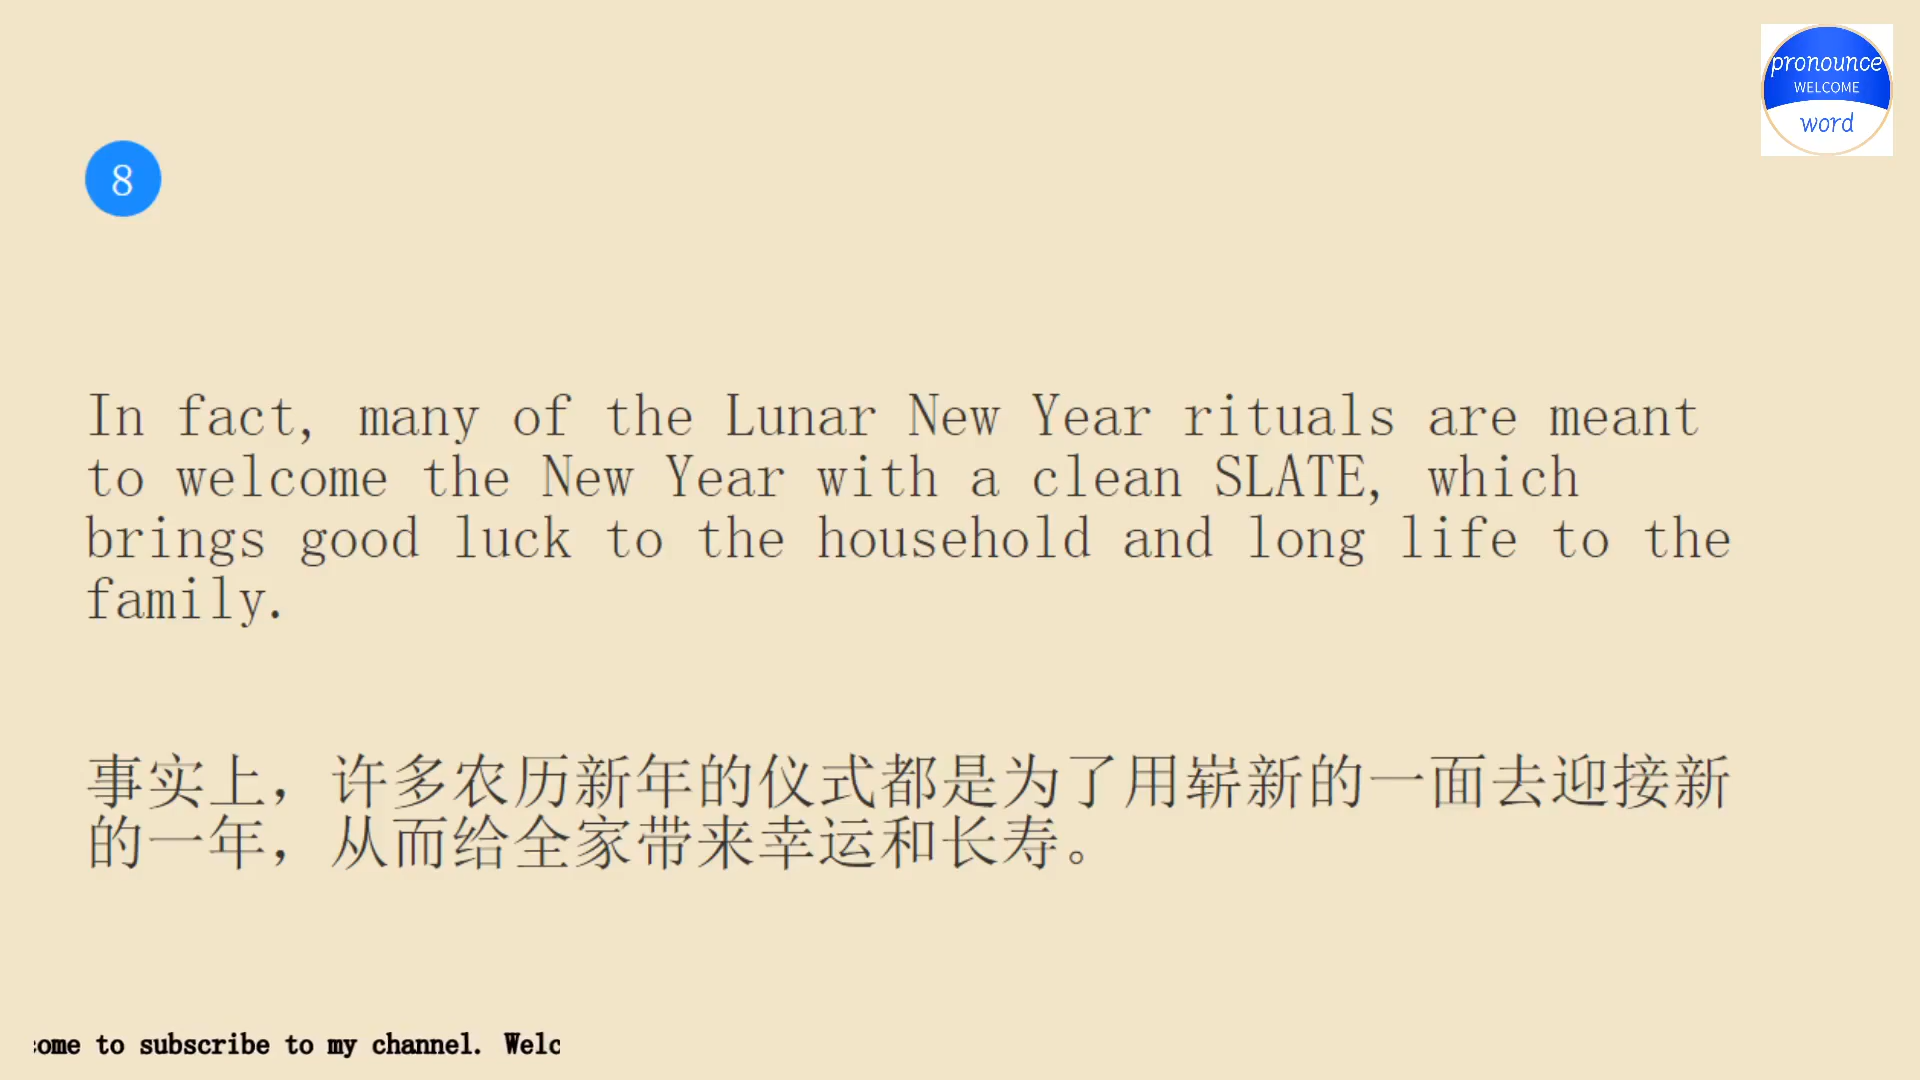 pronounce
WELCOME
word
8
In fact, many of the Lunar New Year rituals are meant
to welcome the New Year with a clean SLATE, which
brings good luck to the household and long life to the
family.
事实上，许多农历新年的仪式都是为了用崭新的一面去迎接新
的一年，从而给全家带来幸运和长寿。
ome to subscribe to my channel. Welc